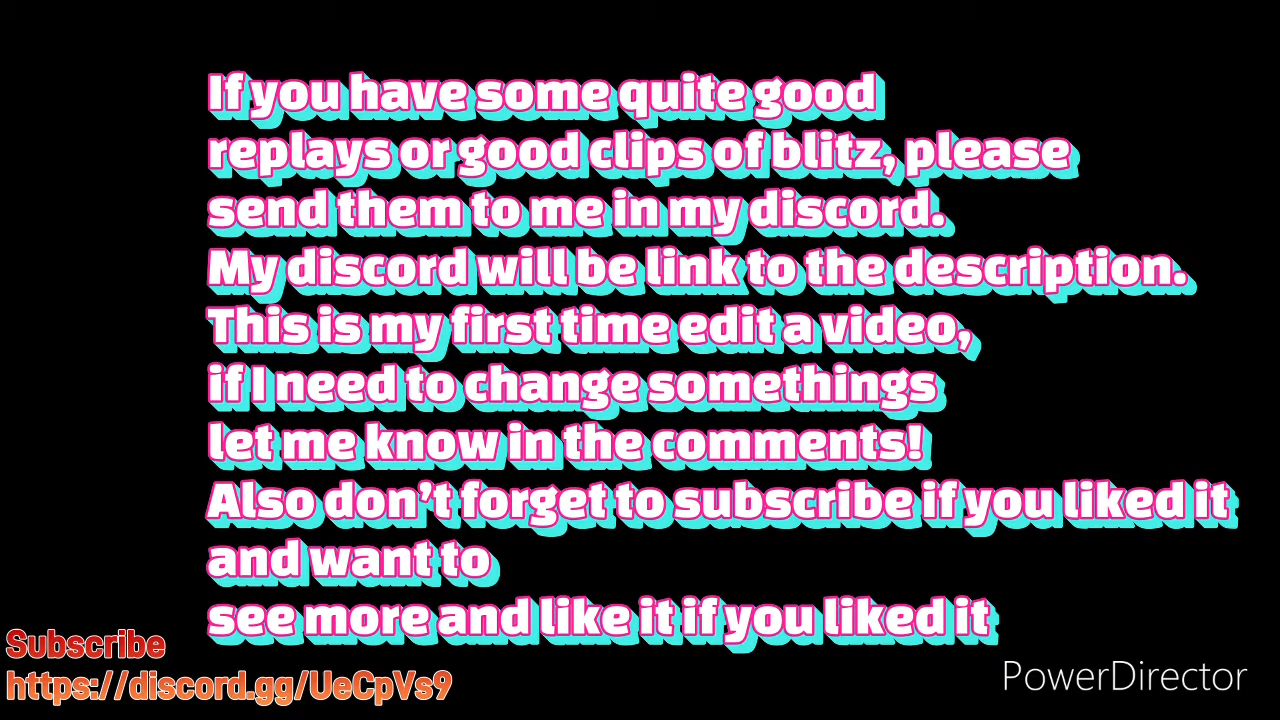 If you have some quite good
replays or good clips of blitz, please
send them to me in my discord.
My discord will be link to the description.
This is my first time edit a video,
if I need to change somethings
let me know in the comments!
Also don't forget to subscribe if you liked it
and want to
see more and like it if you liked it
Subscribe
https://discord.gg/UeCpVs9
PowerDirector